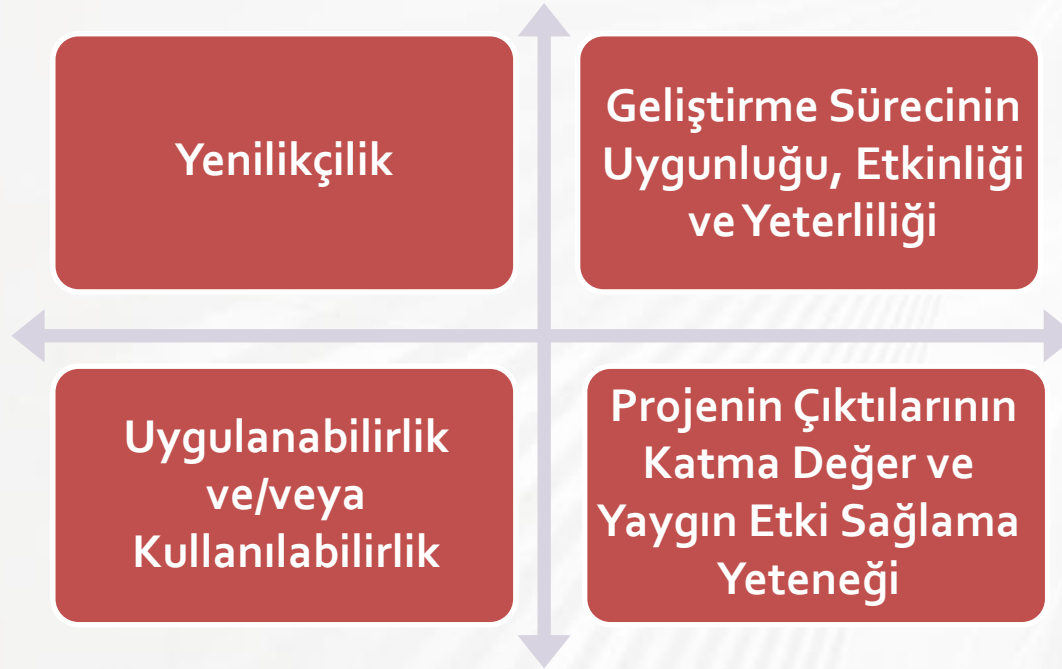 Yenilikçilik
Geliştirme Sürecinin
Uygunluğu, Etkinliği
ve Yeterliliği
Uygulanabilirlik
ve/veya
Kullanılabilirlik
Projenin Çıktılarının
Katma Değer ve
Yaygın Etki Sağlama
Yeteneği